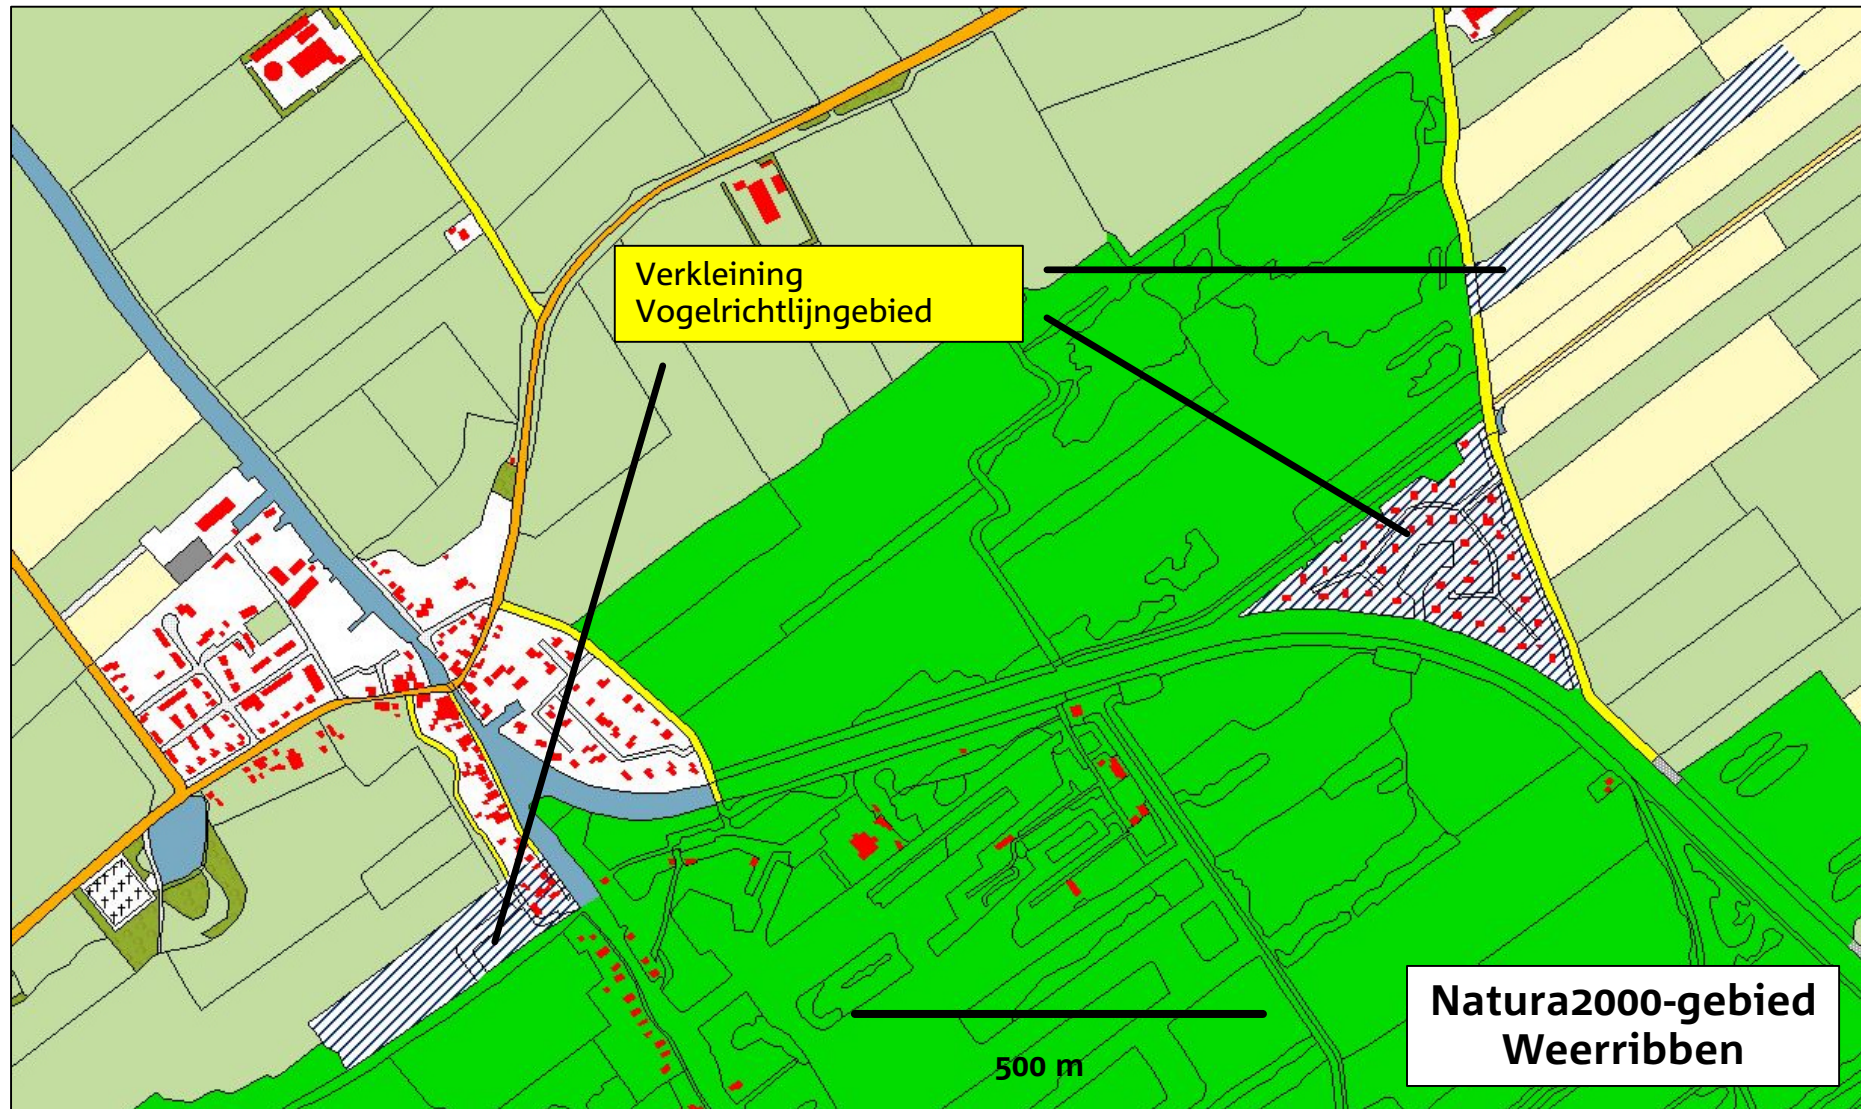 Verkleining
Vogelrichtlijngebied
500 m
Natura2000-gebied
Weerribben